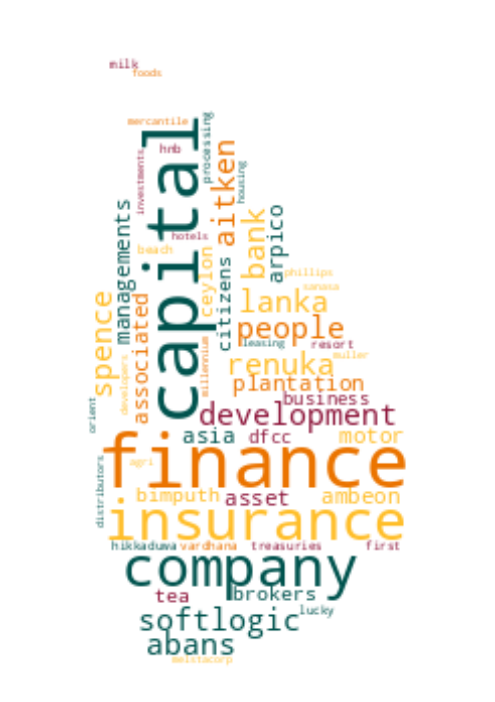 milk
foods
mercantile
capital
processing
hnb
investments
aitken
housing
managements
hotels
beach
ceylon
citizens
bank
arpico
phillips
sanasa
spence
associated
lanka
people
leasing
resort
muller
millennium
developers
renuka
plantation
business
orient
development
asia
dfcc
motor
finance
agri
distributors
bimputh
asset
ambeon
insurance
hikkaduwa
vardhana
treasuries
first
company
tea
brokers
lucky
softlogic
abans
melstacorp